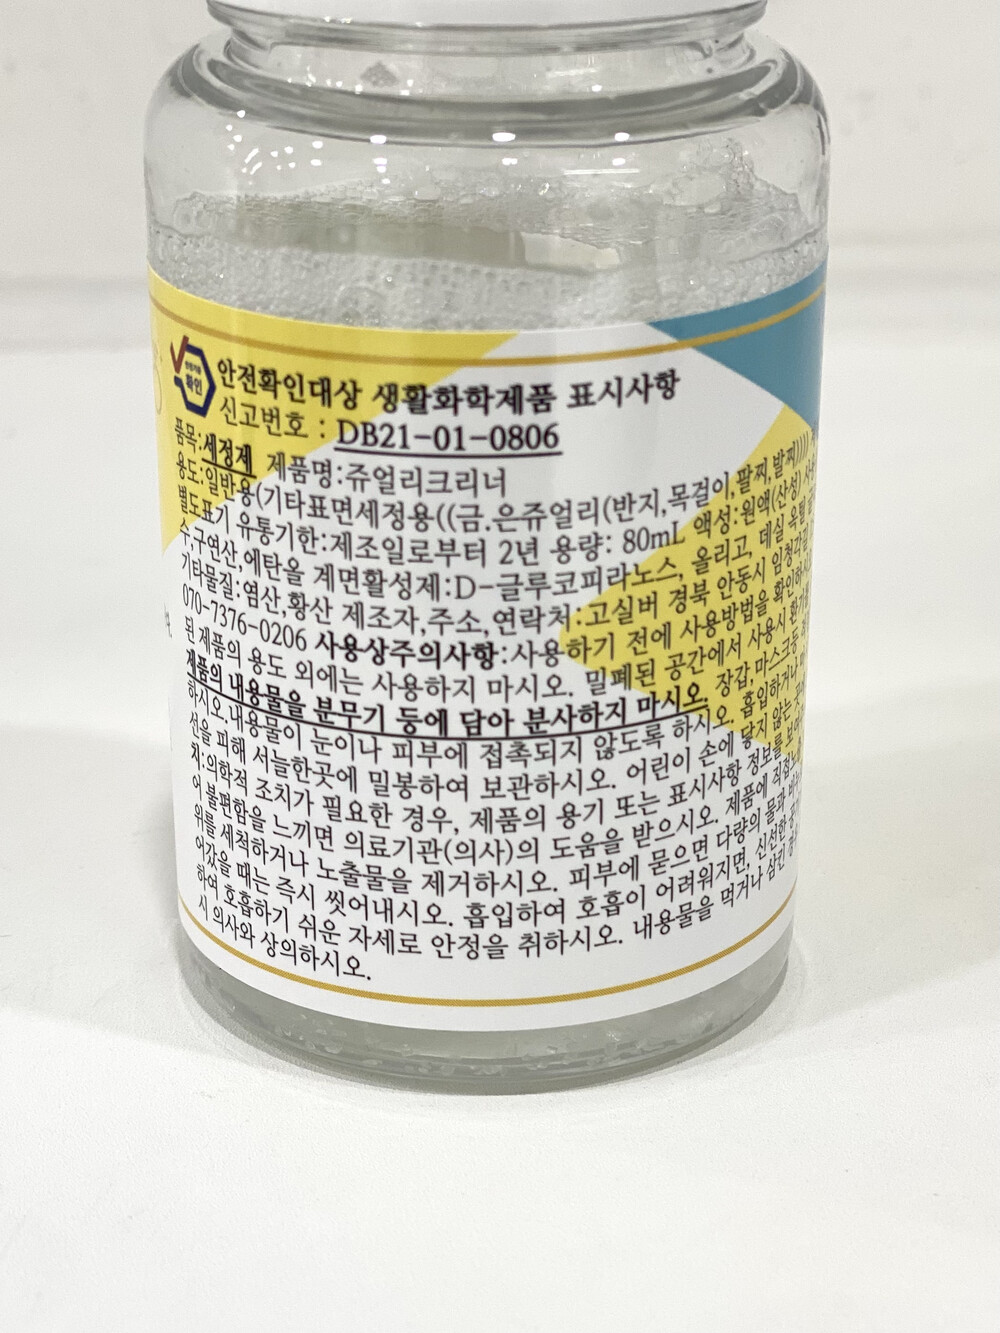 확인
안전확인대상 생활화학제품 표시사항
신고번호 : DB21-01-0806
품목:세정제 제품명:쥬얼리크리너
용도:일반용(기타표면세정용((금.은쥬얼리(반지,목걸이,팔찌,발찌))))
별도표기 유통기한:제조일로부터 2년 용량: 80mL 액성:원액(산성)
수,구연산,에탄올 계면활성제:D-글루코피라노스, 올리고, 데실 옥틸
기타물질:염산,황산 제조자,주소,연락처:고실버 경북 안동시 임청각길
070-7376-0206 사용상주의사항:사용하기 전에 사용방법을 확인하시
된 제품의 용도 외에는 사용하지 마시오. 밀폐된 공간에서 사용시 환기를
제품의 내용물을 분무기 등에 담아 분사하지 마시오. 장갑,마스크등
하시오.내용물이 눈이나 피부에 접촉되지 않도록 하시오. 흡입하거나
선을 피해 서늘한곳에 밀봉하여 보관하시오. 어린이 손에 닿지 않는 곳에
치:의학적 조치가 필요한 경우, 제품의 용기 또는 표시사항 정보를
어 불편함을 느끼면 의료기관(의사)의 도움을 받으시오. 제품에 직접
위를 세척하거나 노출물을 제거하시오. 피부에 묻으면 다량의 물과
어갔을 때는 즉시 씻어내시오. 흡입하여 호흡이 어려워지면, 신선한
하여 호흡하기 쉬운 자세로 안정을 취하시오. 내용물을 먹거나 삼킨
시 의사와 상의하시오.